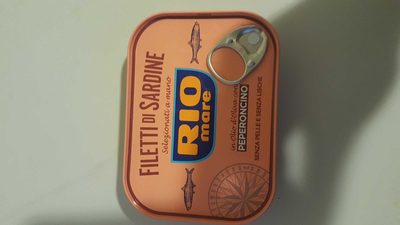 FILETTI DI SARDINE
Selezionati a mano
RIO
mare
in Olio d'Oliva con
PEPERONCINO
SENZA PELLE E SENZA LISCHE